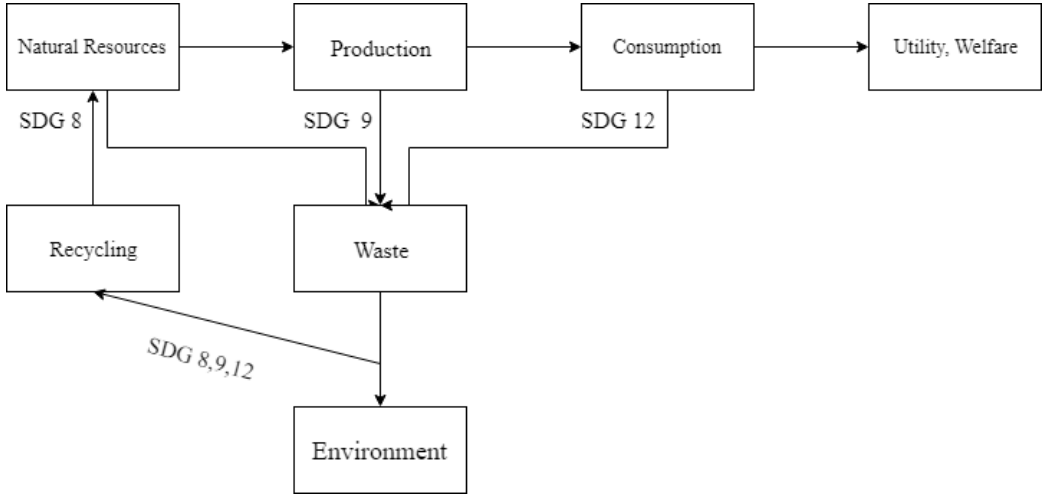 Natural Resources
Production
Consumption
Utility, Welfare
SDG 8
SDG  9
SDG 12
Recycling
Waste
SDG 8,9,12
Environment